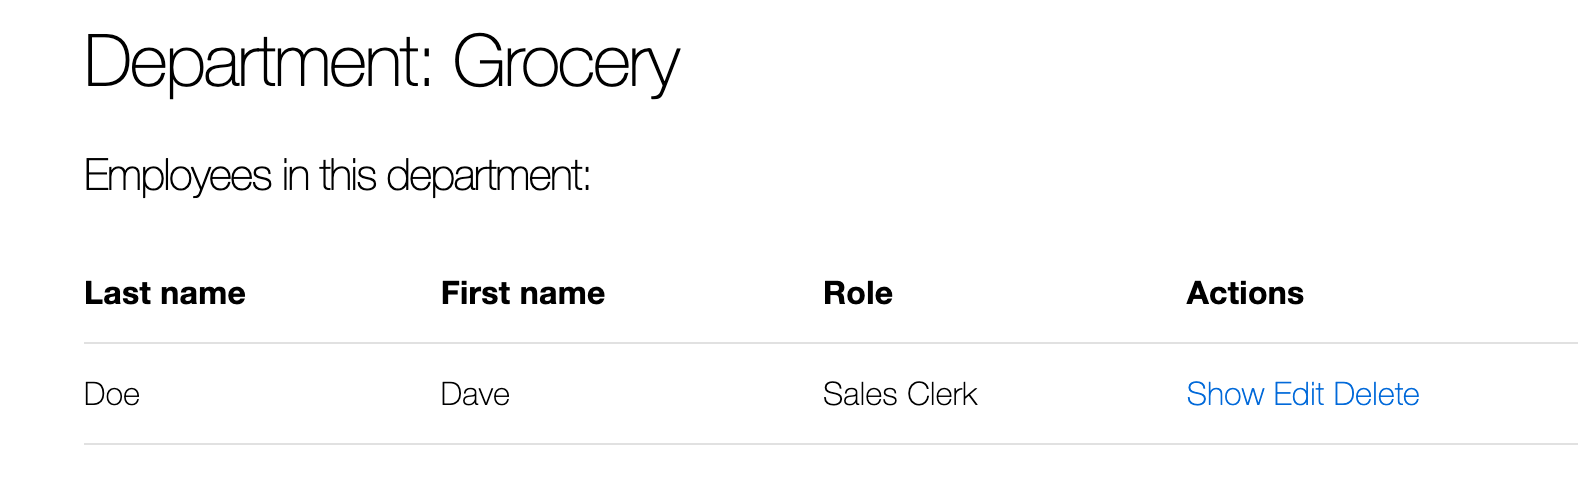 Department: Grocery
Employees in this department:
Last name First name Role Actions
Doe Dave Sales Clerk Show Edit Delete